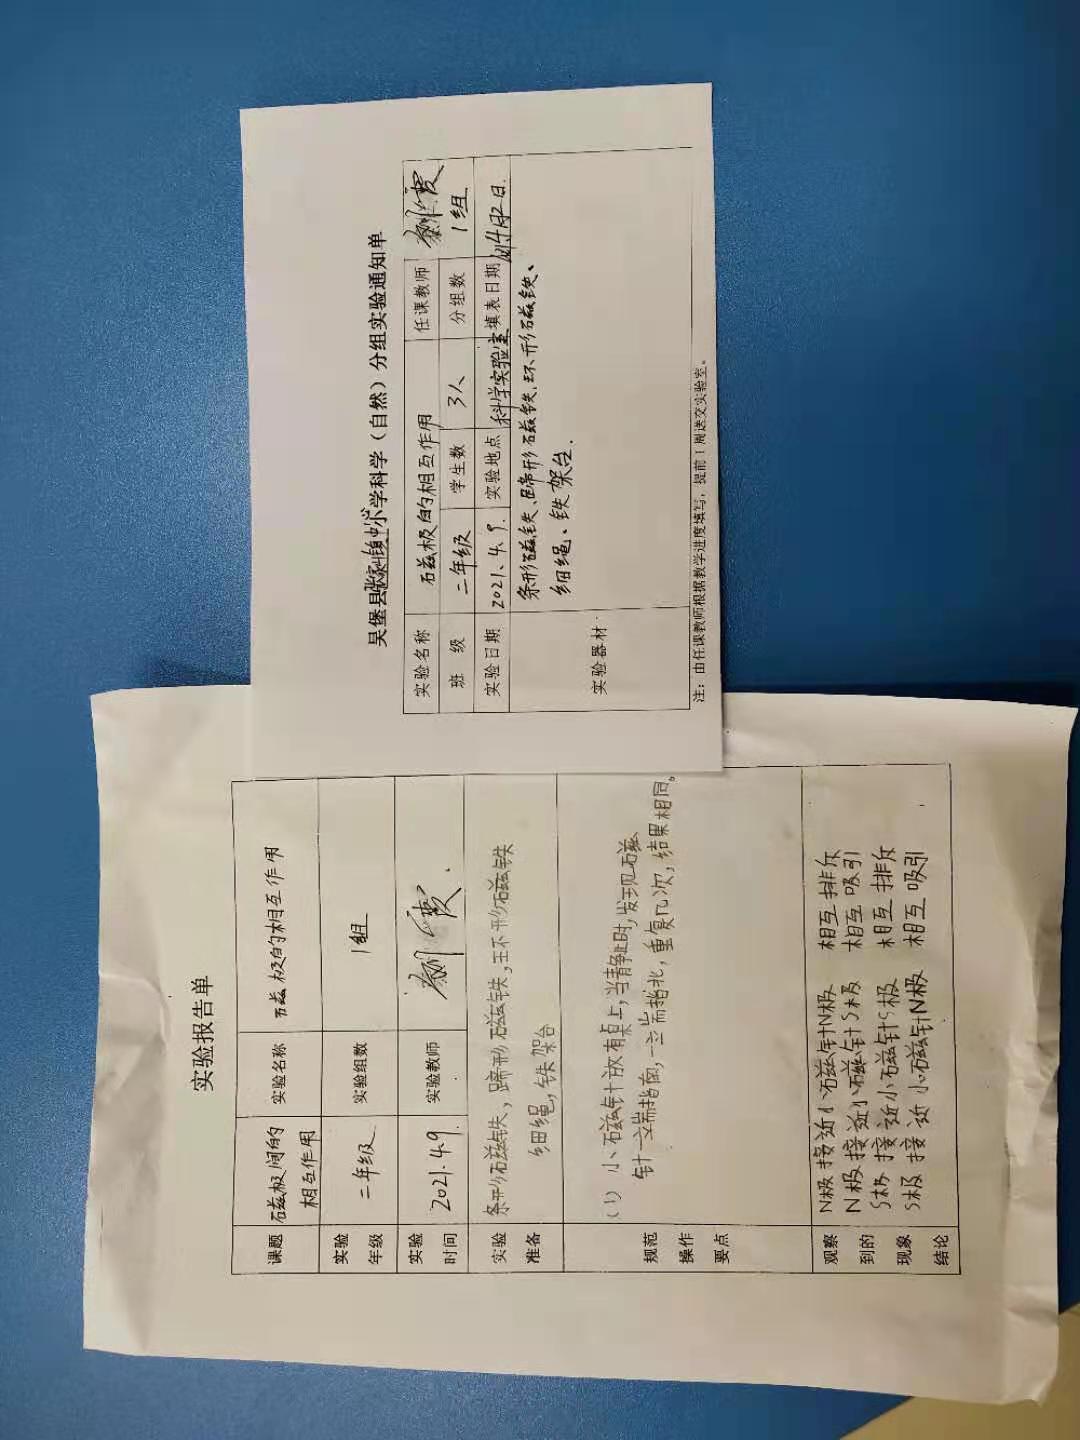 实验报告单
课题 磁极间的相互作用 实验名称 磁极的相互作用
实验年级 二年级 实验组数 1组
实验时间 2021.4.9 实验教师
实验准备 条形磁铁,蹄形磁铁,环形磁铁
细绳,铁架台
规范操作要点 (1)小磁针放有桌上,当静止时,发现磁
针一端指南,一端指北,重复几次,结果相同。
观察到的现象结论
N极接近小磁针N极 相互排斥
N极接近小磁针S极 相互吸引
S极接近小磁针S极 相互排斥
S极接近小磁针N极 相互吸引
吴堡县小学科学(自然)分组实验通知单
实验名称 磁极的相互作用 任课教师
班级 二年级 学生数 3人 分组数 1组
实验日期 2021.4.9. 实验地点 科学实验室 填表日期 4月2日.
实验器材 条形磁铁、蹄形磁铁、环形磁铁、
细绳、铁架台.
注:由任课教师根据教学进度填写,提前1周送交实验室。